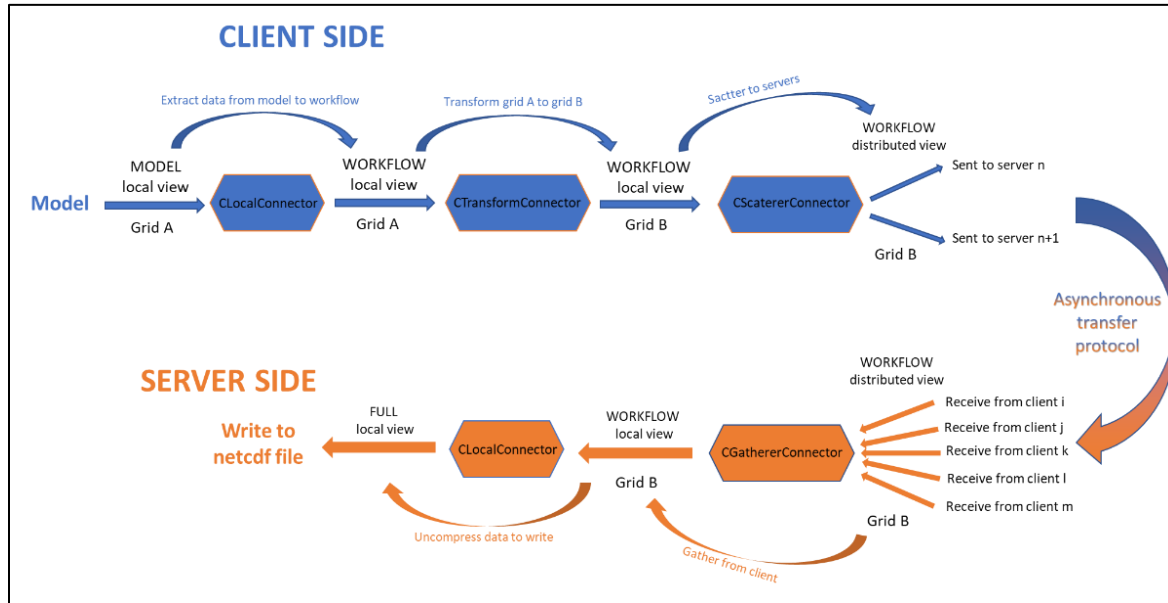 CLIENT SIDE
Extract data from model to workflow
Transform grid A to grid B
Sactter to servers
WORKFLOW
distributed view
MODEL
local view
WORKFLOW
local view
WORKFLOW
local view
Sent to server n
Model
CLocalConnector
CTransformConnector
CScatererConnector
Grid A
Grid A
Grid B
Sent to server n+1
Grid B
Asynchronous
transfer
protocol
SERVER SIDE
WORKFLOW
distributed view
FULL
local view
WORKFLOW
local view
Receive from client i
Write to
netcdf file
Receive from client j
CLocalConnector
CGathererConnector
Receive from client k
Receive from client l
Grid B
Receive from client m
Grid B
Uncompress data to write
Gather from client